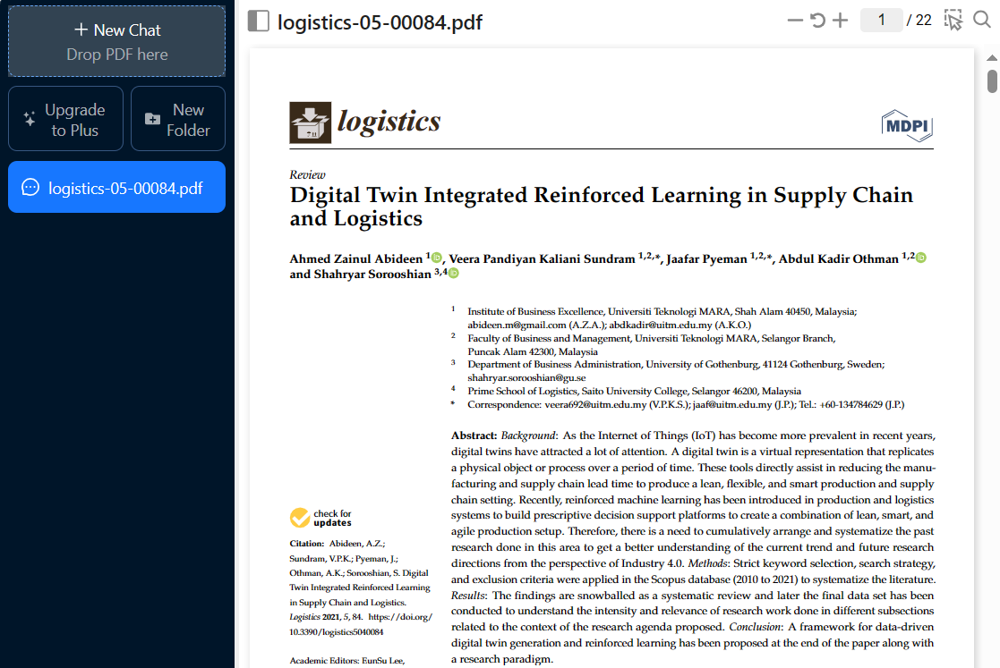 + New Chat
Drop PDF here
Upgrade
to Plus
New
Folder
logistics-05-00084.pdf
logistics-05-00084.pdf
1 / 22
logistics
MDPI
Review
Digital Twin Integrated Reinforced Learning in Supply Chain
and Logistics
Ahmed Zainul Abideen 1, Veera Pandiyan Kaliani Sundram 1,2,*, Jaafar Pyeman 1,2,*, Abdul Kadir Othman 1,2
and Shahryar Sorooshian 3,4
1 Institute of Business Excellence, Universiti Teknologi MARA, Shah Alam 40450, Malaysia;
abideen.m@gmail.com (A.Z.A.); abdkadir@uitm.edu.my (A.K.O.)
2 Faculty of Business and Management, Universiti Teknologi MARA, Selangor Branch,
Puncak Alam 42300, Malaysia
3 Department of Business Administration, University of Gothenburg, 41124 Gothenburg, Sweden;
shahryar.sorooshian@gu.se
4 Prime School of Logistics, Saito University College, Selangor 46200, Malaysia
* Correspondence: veera692@uitm.edu.my (V.P.K.S.); jaaf@uitm.edu.my (J.P.); Tel.: +60-134784629 (J.P.)
Abstract: Background: As the Internet of Things (IoT) has become more prevalent in recent years,
digital twins have attracted a lot of attention. A digital twin is a virtual representation that replicates
a physical object or process over a period of time. These tools directly assist in reducing the manu-
facturing and supply chain lead time to produce a lean, flexible, and smart production and supply
chain setting. Recently, reinforced machine learning has been introduced in production and logistics
systems to build prescriptive decision support platforms to create a combination of lean, smart, and
agile production setup. Therefore, there is a need to cumulatively arrange and systematize the past
research done in this area to get a better understanding of the current trend and future research
directions from the perspective of Industry 4.0. Methods: Strict keyword selection, search strategy,
and exclusion criteria were applied in the Scopus database (2010 to 2021) to systematize the literature.
Results: The findings are snowballed as a systematic review and later the final data set has been
conducted to understand the intensity and relevance of research work done in different subsections
related to the context of the research agenda proposed. Conclusion: A framework for data-driven
digital twin generation and reinforced learning has been proposed at the end of the paper along with
a research paradigm.
check for
updates
Citation: Abideen, A.Z.;
Sundram, V.P.K.; Pyeman, J.;
Othman, A.K.; Sorooshian, S. Digital
Twin Integrated Reinforced Learning
in Supply Chain and Logistics.
Logistics 2021, 5, 84. https://doi.org/
10.3390/logistics5040084
Academic Editors: EunSu Lee,